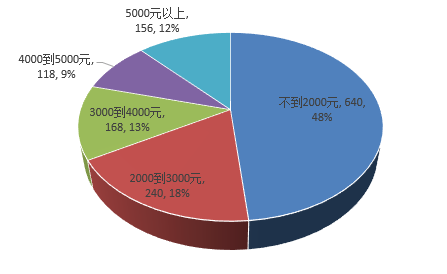 5000元以上,
156, 12%
4000到5000元,
118, 9%
不到2000元, 640,
48%
3000到4000元,
168, 13%
2000到3000元,
240, 18%